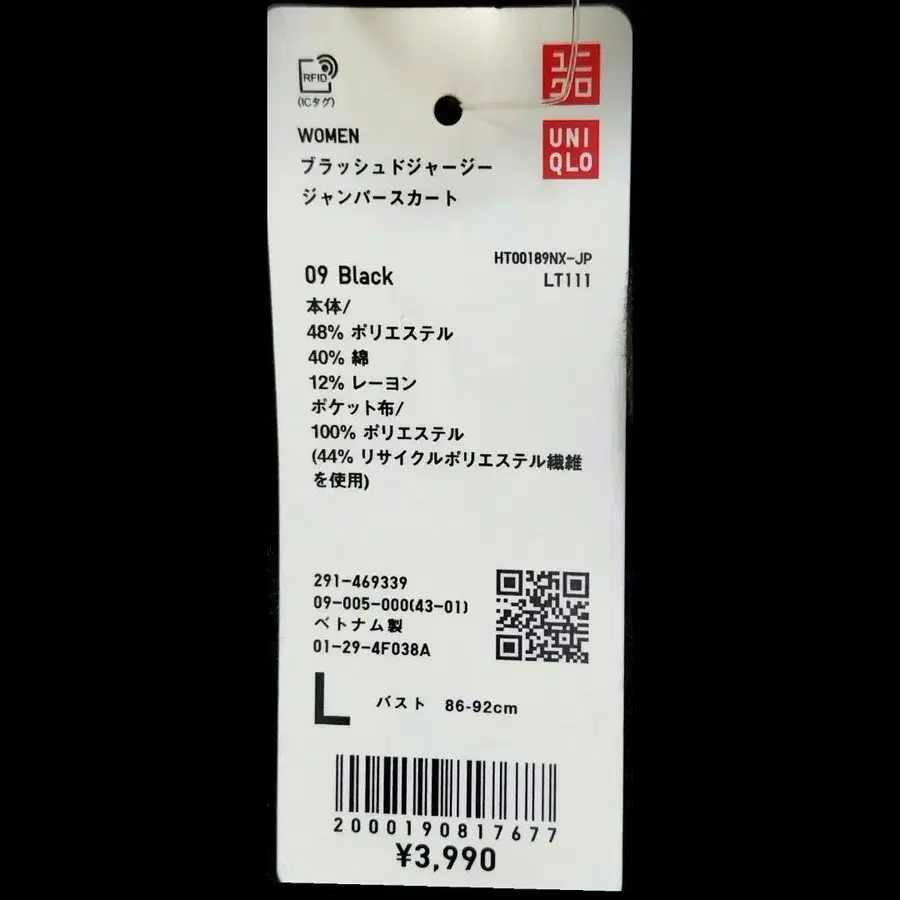 RFID
(ICタグ)
ユニ
クロ
UNI
QLO
WOMEN
ブラッシュドジャージー
ジャンパースカート
HT00189NX-JP
LT111
09 Black
本体/
48% ポリエステル
40% 綿
12% レーヨン
ポケット布/
100% ポリエステル
(44% リサイクルポリエステル繊維
を使用)
291-469339
09-005-000(43-01)
ベトナム製
01-29-4F038A
L バスト 86-92cm
2000190817677
¥3,990